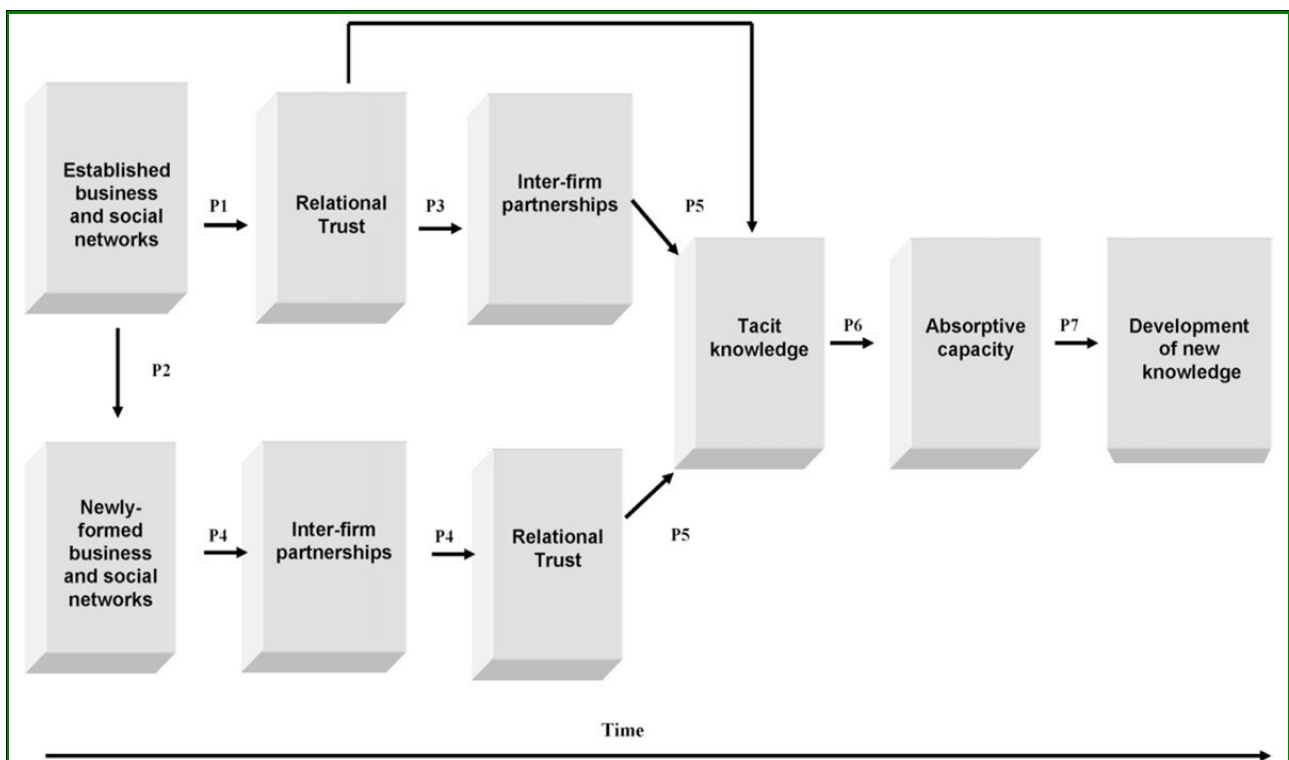 Established
business
and social
networks
P1
Relational
Trust
P3
Inter-firm
partnerships
P5
P2
Tacit
knowledge
P6
Absorptive
capacity
P7
Development
of new
knowledge
Newly-
formed
business
and social
networks
P4
Inter-firm
partnerships
P4
Relational
Trust
P5
Time